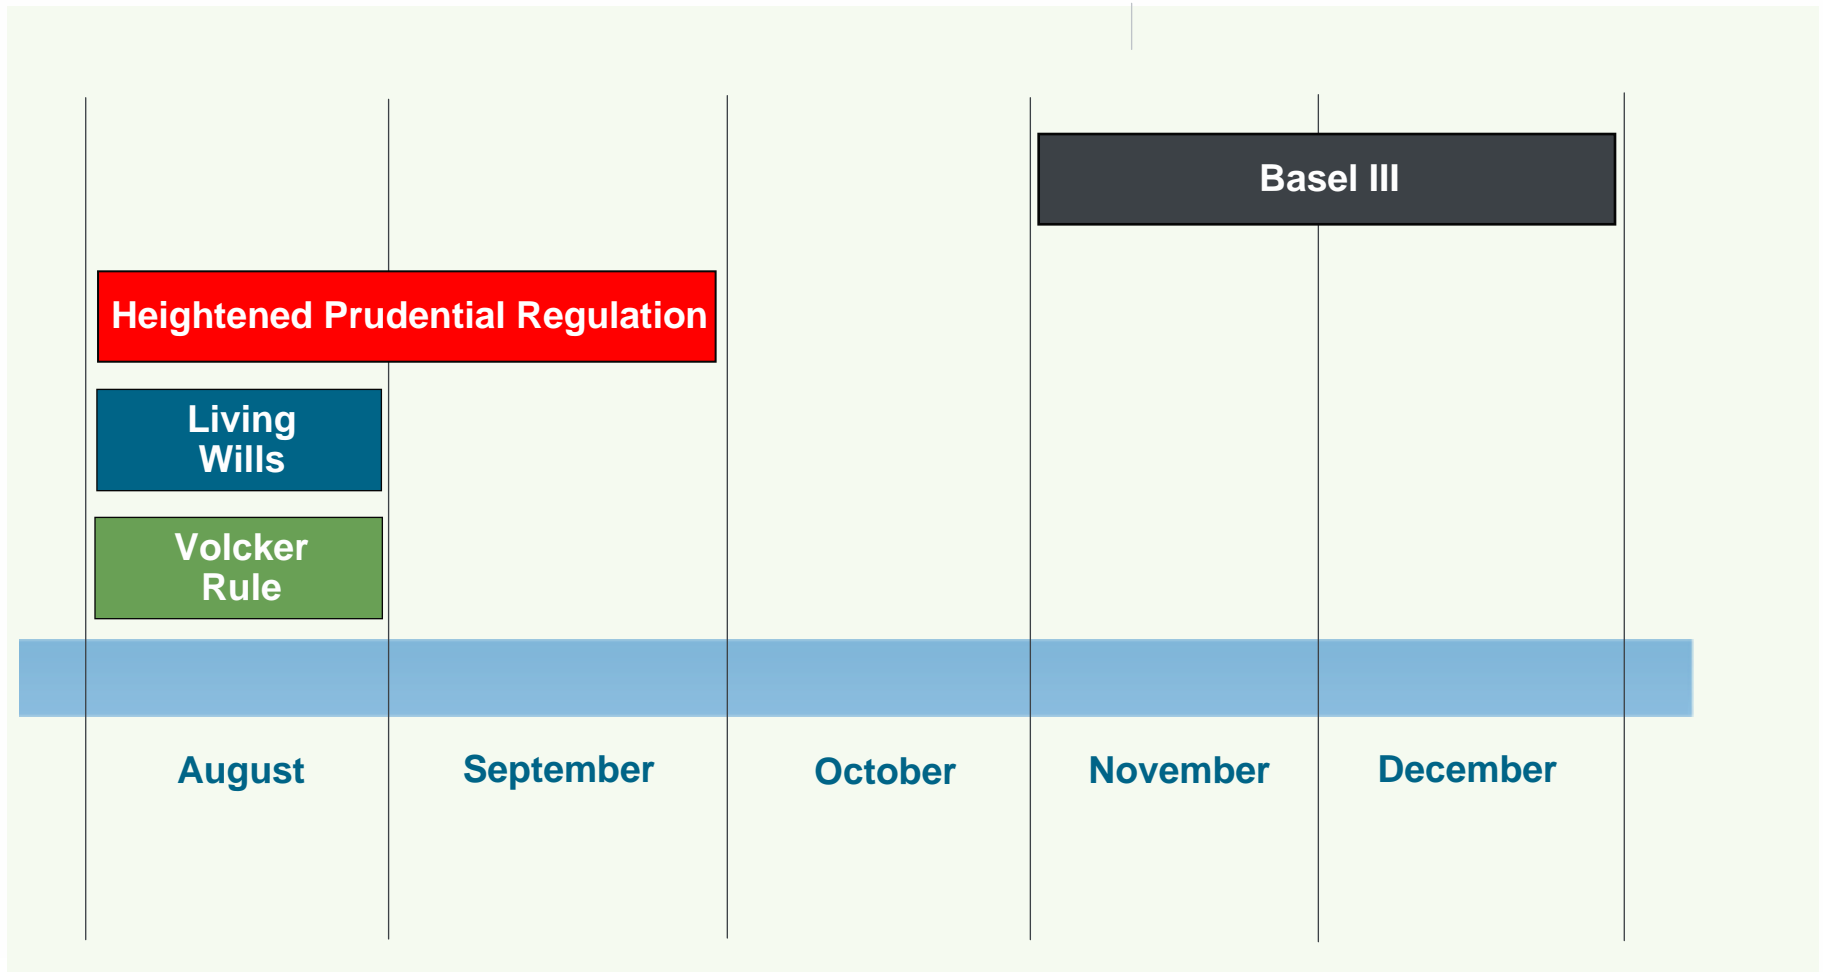 Basel III
Heightened Prudential Regulation
Living
Wills
Volcker
Rule
August
September
October
November
December